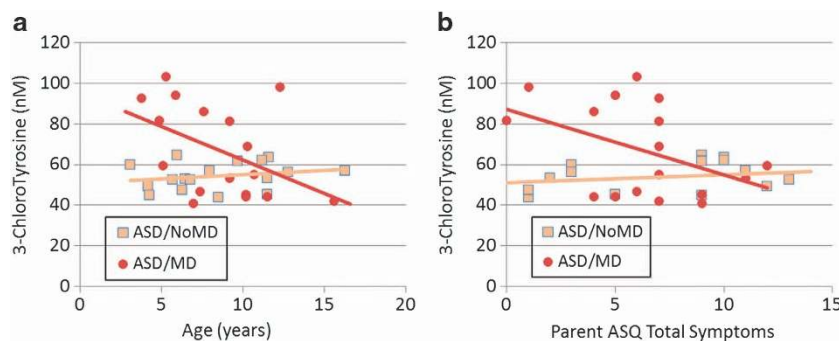 a
3-ChloroTyrosine (nM)
120
100
80
60
40
20
0
ASD/NoMD
ASD/MD
0 5 10 15 20
Age (years)
b
3-ChloroTyrosine (nM)
120
100
80
60
40
20
0
ASD/NoMD
ASD/MD
0 5 10 15
Parent ASQ Total Symptoms